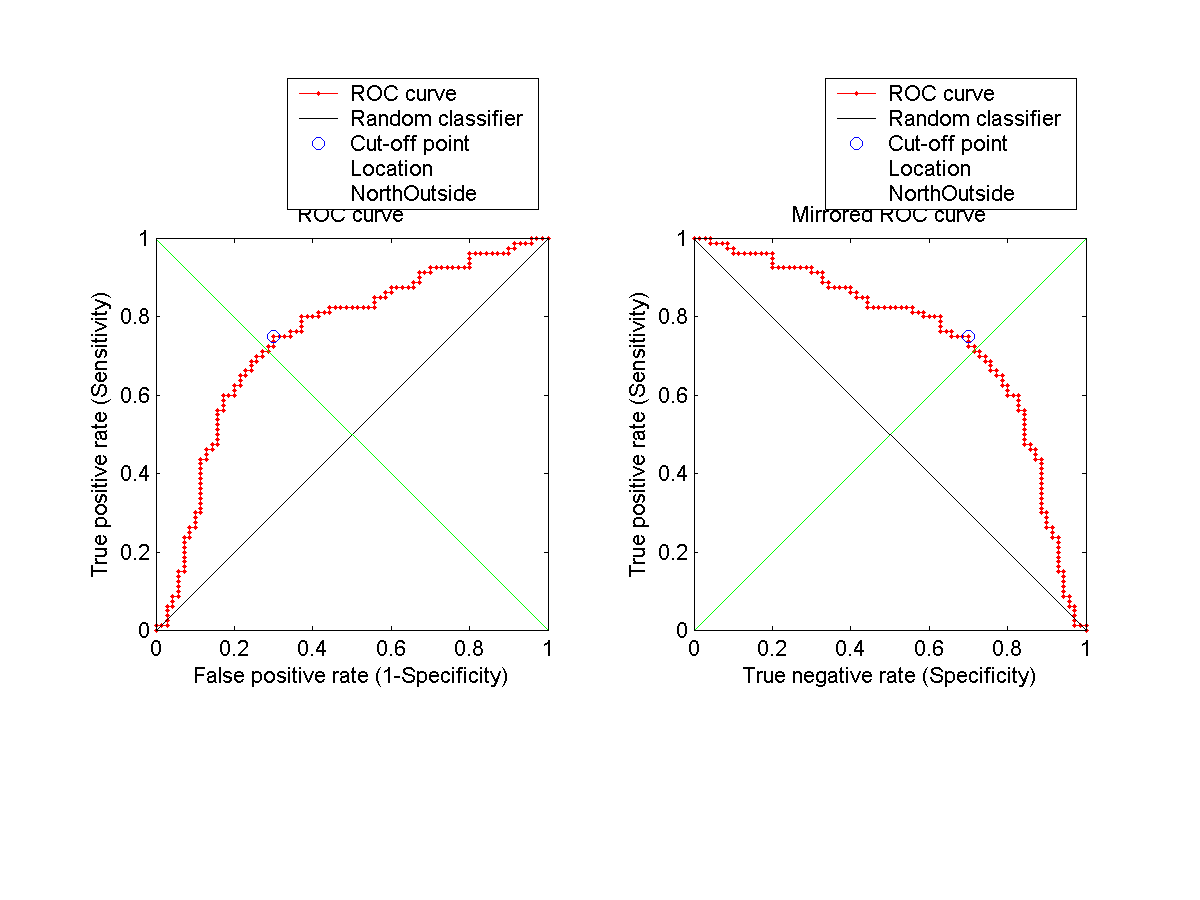 ROC curve
Random classifier
Cut-off point
Location
NorthOutside
ROC curve
1
0.8
0.6
0.4
0.2
0
True positive rate (Sensitivity)
0 0.2 0.4 0.6 0.8 1
False positive rate (1-Specificity)
ROC curve
Random classifier
Cut-off point
Location
NorthOutside
Mirrored ROC curve
1
0.8
0.6
0.4
0.2
0
True positive rate (Sensitivity)
0 0.2 0.4 0.6 0.8 1
True negative rate (Specificity)